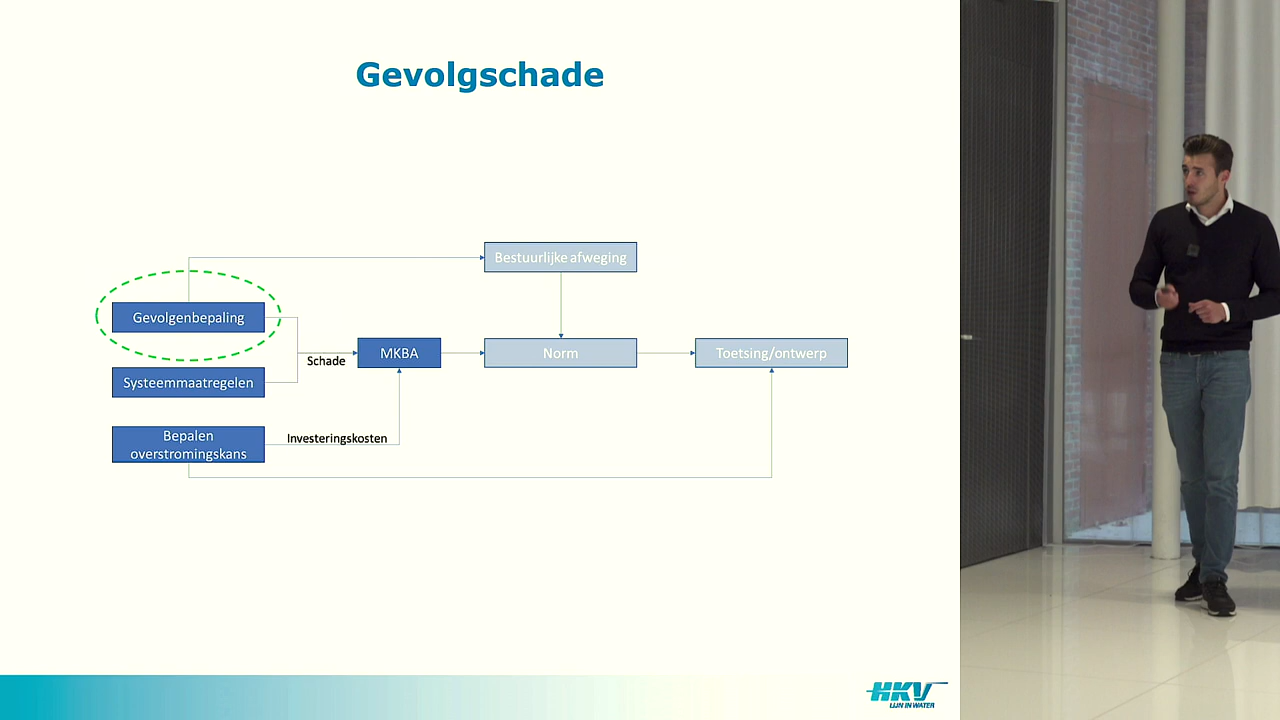 Gevolgschade
Bestuurlijke afweging
Gevolgenbepaling
Schade
MKBA
Norm
Toetsing/ontwerp
Systeemmaatregelen
Bepalen
overstromingskans
Investeringskosten
HKV
LIJN IN WATER